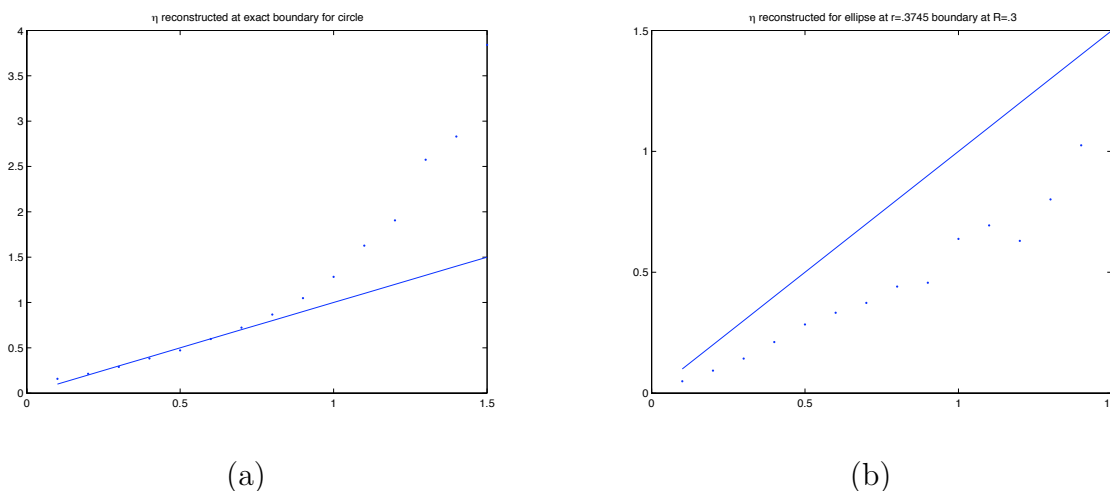 η reconstructed at exact boundary for circle
4
3.5
3
2.5
2
1.5
1
0.5
0
0 0.5 1 1.5
(a)
η reconstructed for ellipse at r=.3745 boundary at R=.3
1.5
1
0.5
0
0 0.5 1 1.5
(b)